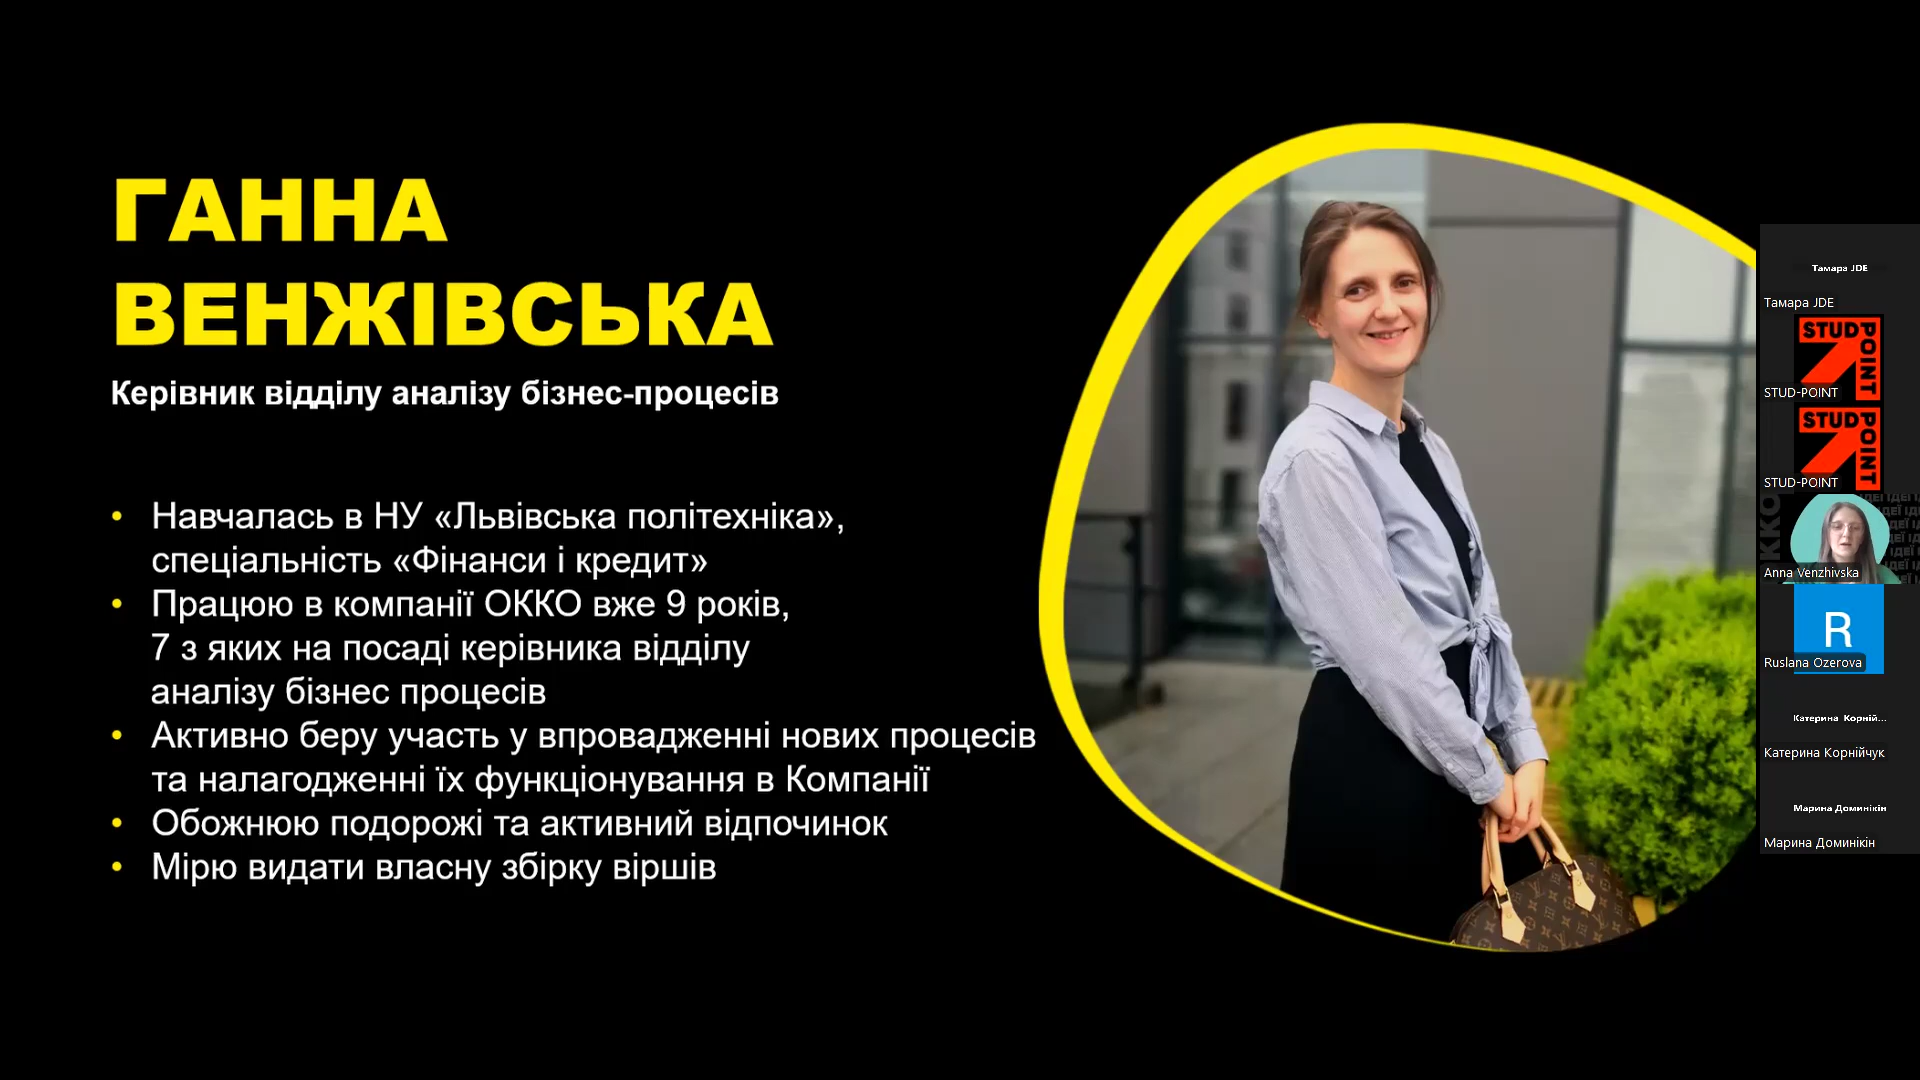 ГАННА
ВЕНЖІВСЬКА
Керівник відділу аналізу бізнес-процесів
• Навчалась в НУ «Львівська політехніка»,
спеціальність «Фінанси і кредит»
• Працюю в компанії ОККО вже 9 років,
7 з яких на посаді керівника відділу
аналізу бізнес процесів
• Активно беру участь у впровадженні нових процесів
та налагодженні їх функціонування в Компанії
• Обожнюю подорожі та активний відпочинок
• Мірю видати власну збірку віршів
Тамара JDE
Тамара JDE
STUD
POINT
STUD-POINT
STUD
POINT
STUD-POINT
Anna Venzhivska
R
Ruslana Ozerova
Катерина Корній...
Катерина Корнійчук
Марина Доминікін
Марина Доминікін